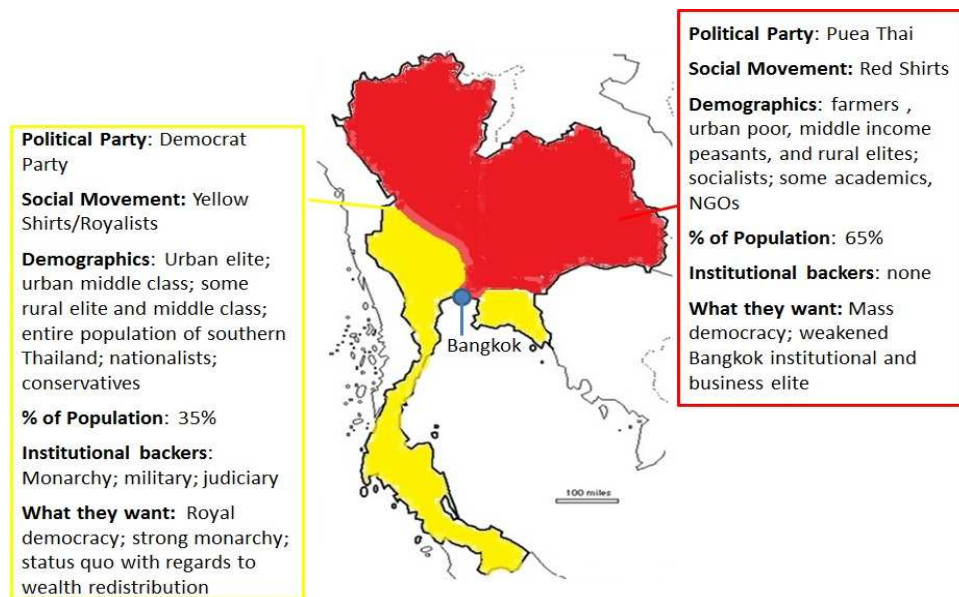 Political Party: Democrat
Party
Social Movement: Yellow
Shirts/Royalists
Demographics: Urban elite;
urban middle class; some
rural elite and middle class;
entire population of southern
Thailand; nationalists;
conservatives
% of Population: 35%
Institutional backers:
Monarchy; military; judiciary
What they want: Royal
democracy; strong monarchy;
status quo with regards to
wealth redistribution
Bangkok
100 miles
Political Party: Puea Thai
Social Movement: Red Shirts
Demographics: farmers ,
urban poor, middle income
peasants, and rural elites;
socialists; some academics,
NGOs
% of Population: 65%
Institutional backers: none
What they want: Mass
democracy; weakened
Bangkok institutional and
business elite